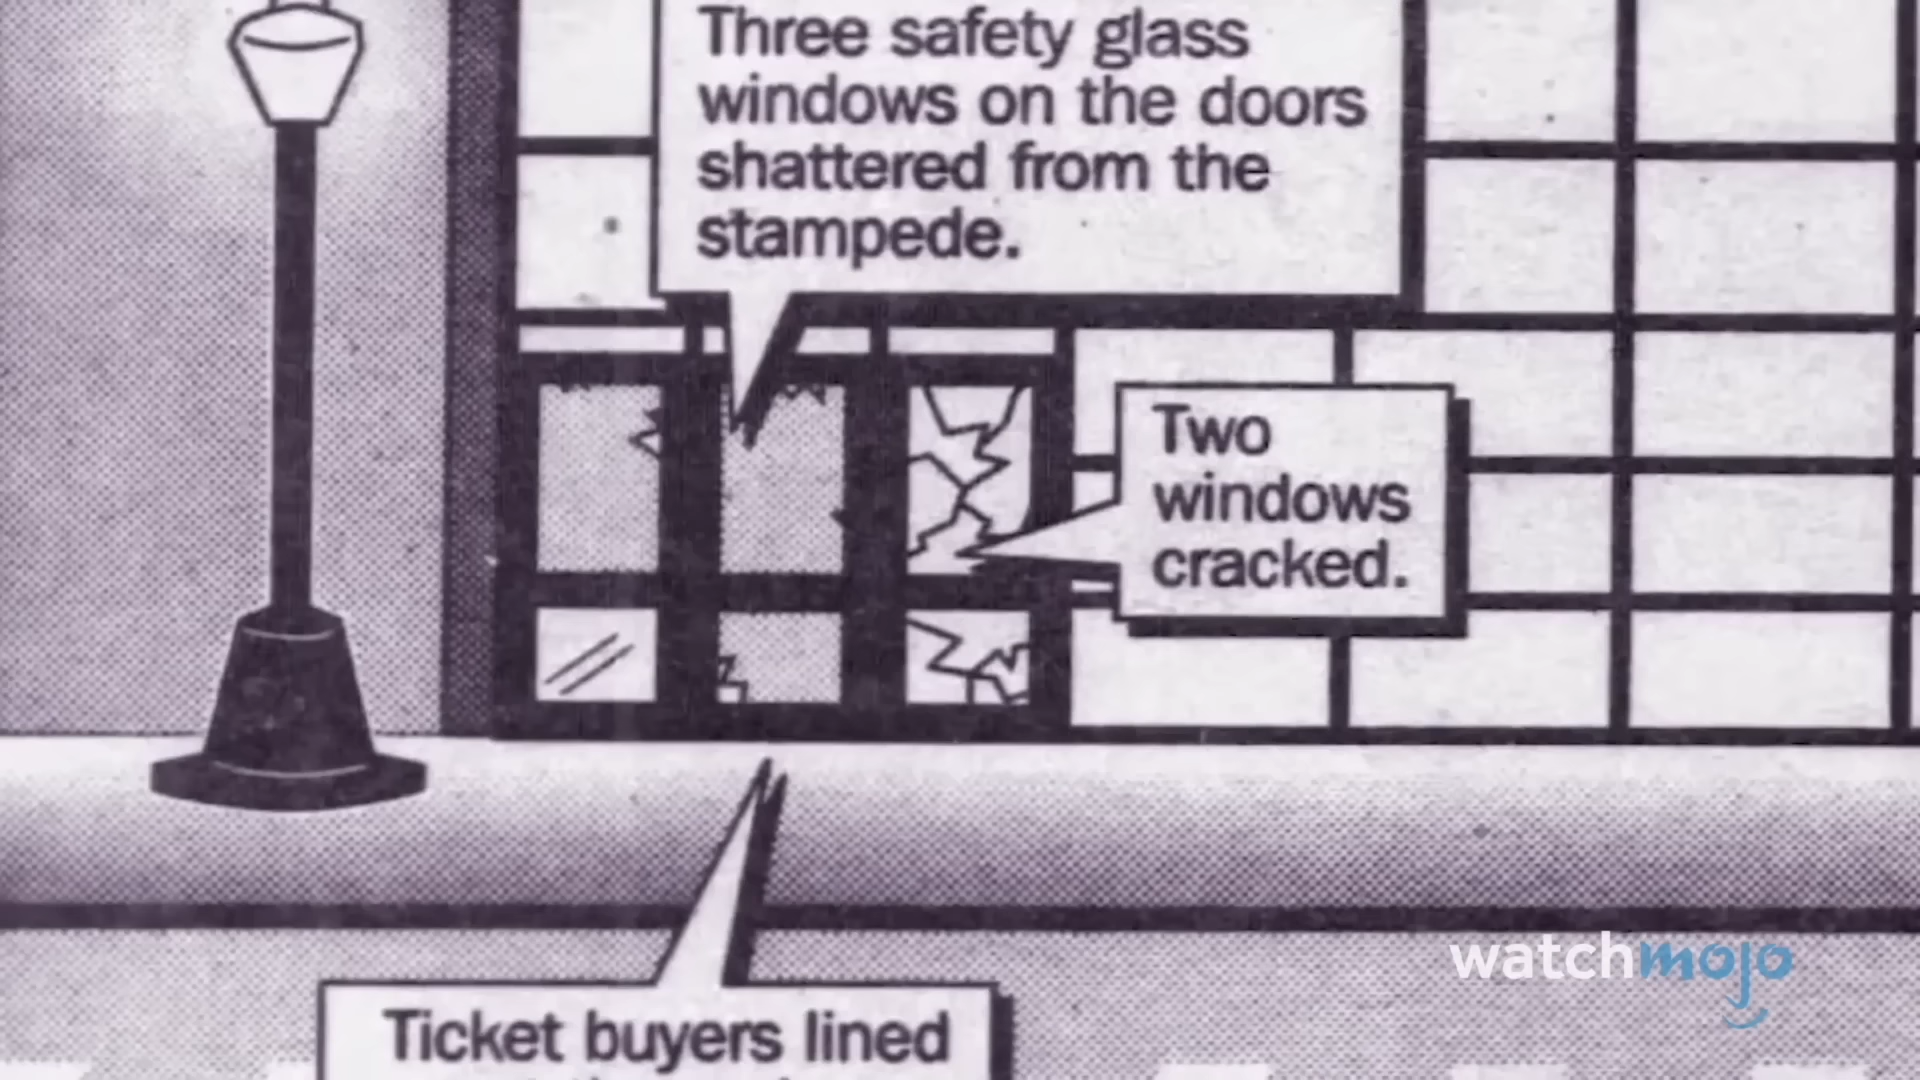 Three safety glass
windows on the doors
shattered from the
stampede.
Two
windows
cracked.
watchmojo
Ticket buyers lined